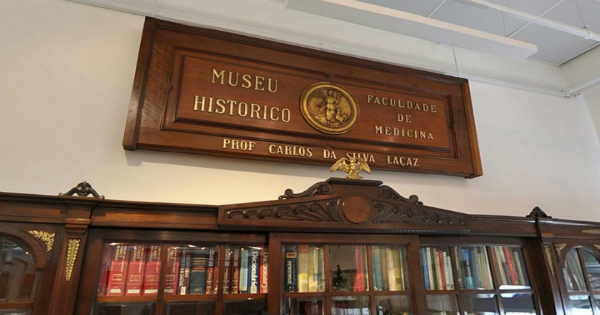 MUSEU
HISTORICO
FACULDADE
DE
MEDICINA
PROF CARLOS DA SILVA LACAZ